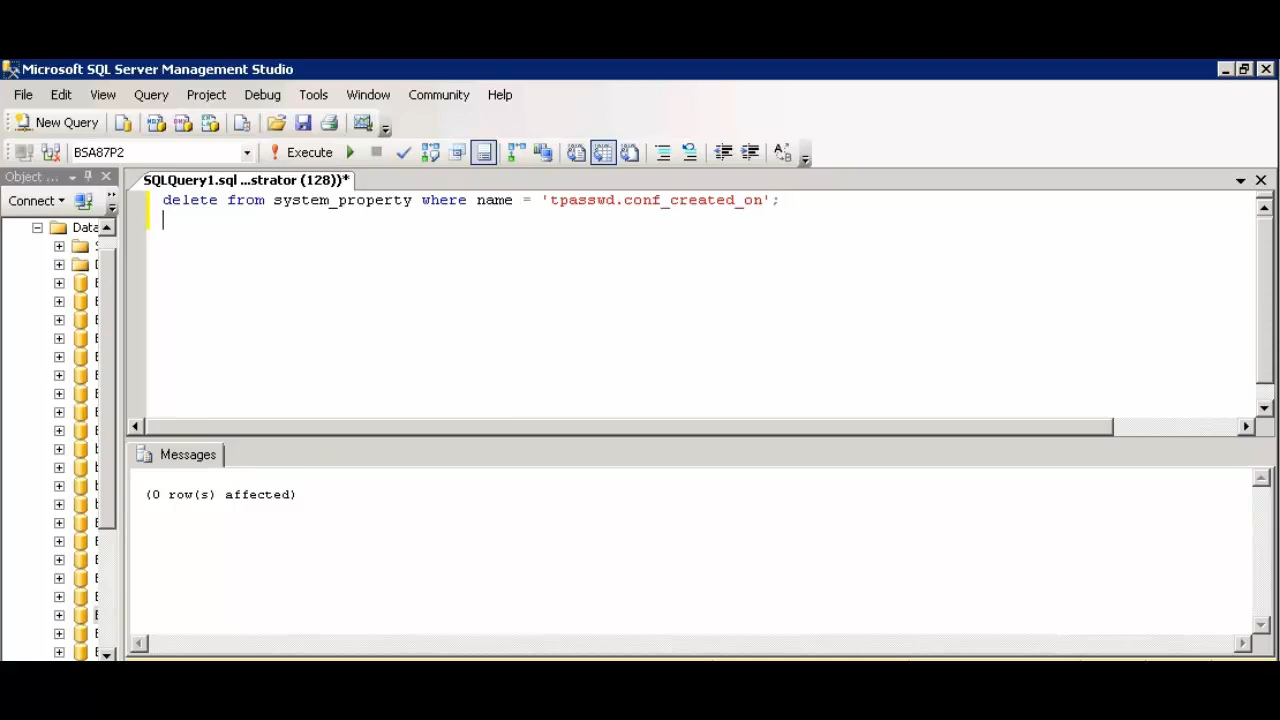 Microsoft SQL Server Management Studio
File Edit View Query Project Debug Tools Window Community Help
New Query
BSA87P2 Execute
Object ...
SQLQuery1.sql ...strator (128))*
Connect
delete from system_property where name = 'tpasswd.conf_created_on';
Data
Messages
(0 row(s) affected)